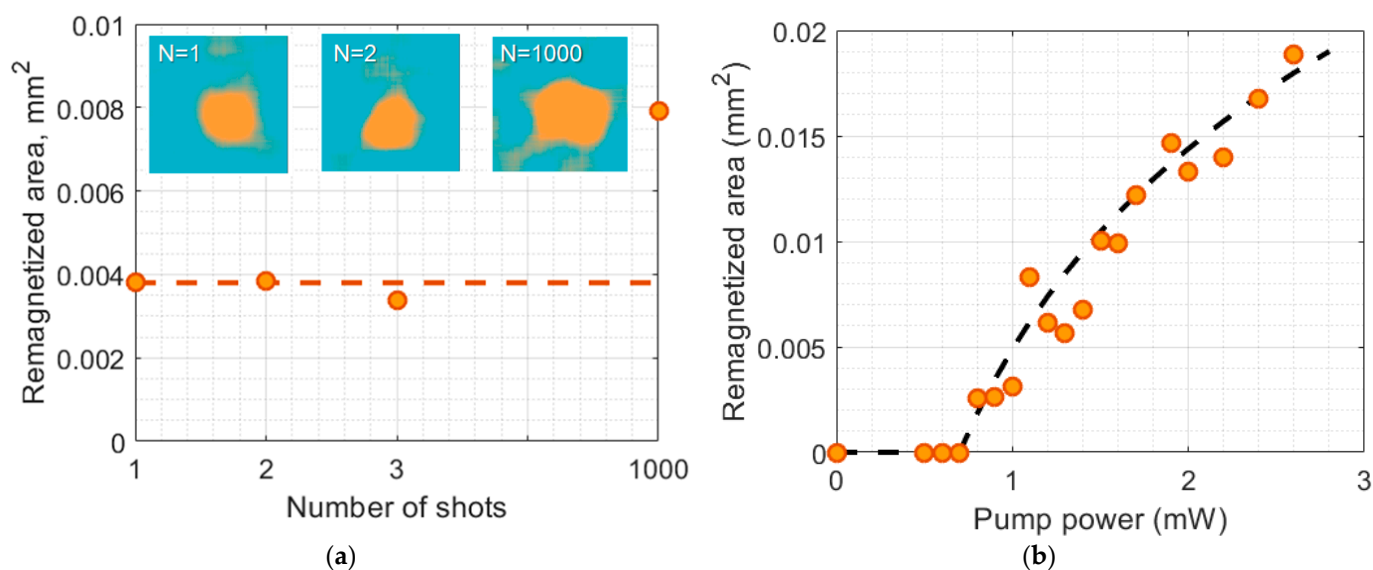 Remagnetized area, mm²
0.01
0.008
0.006
0.004
0.002
0
N=1
N=2
N=1000
1
2
3
1000
Number of shots
(a)
Remagnetized area (mm²)
0.02
0.015
0.01
0.005
0
0
1
2
3
Pump power (mW)
(b)